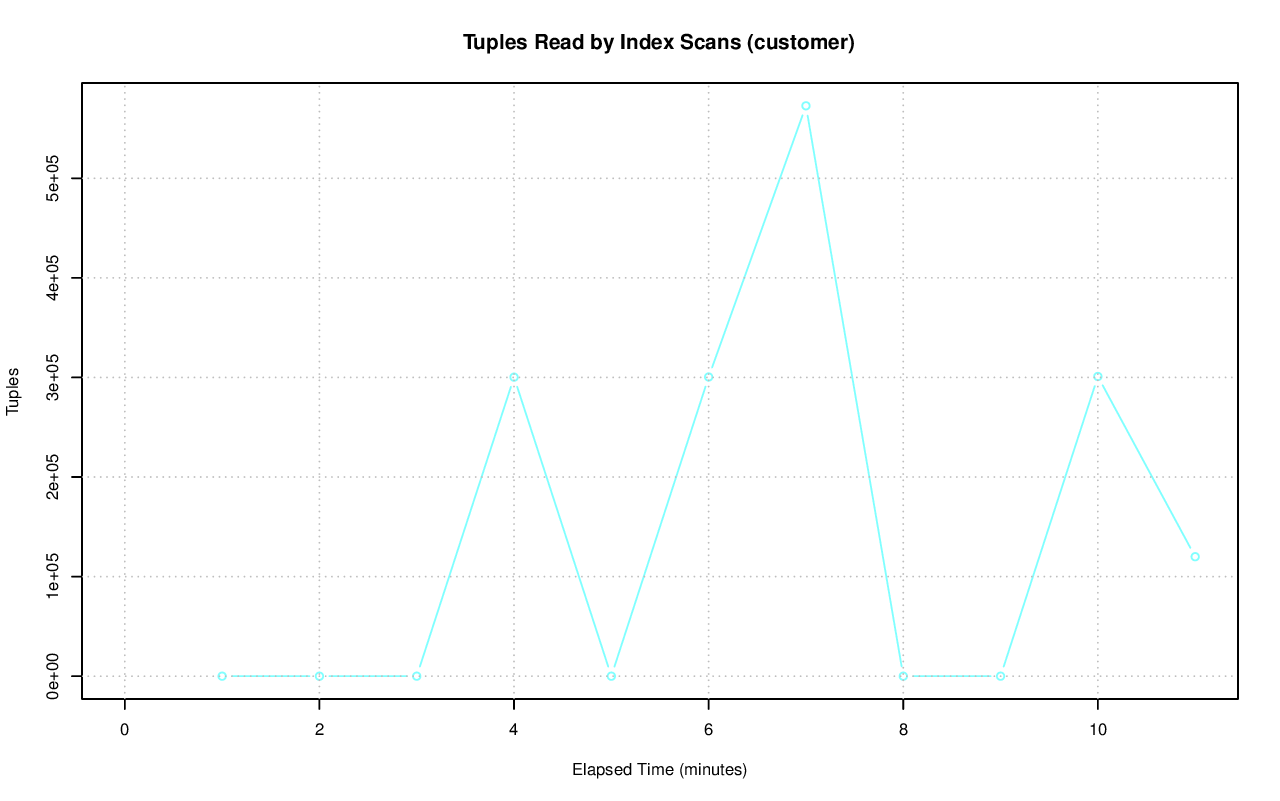 Tuples Read by Index Scans (customer)
Tuples
5e+05
4e+05
3e+05
2e+05
1e+05
0e+00
0 2 4 6 8 10
Elapsed Time (minutes)